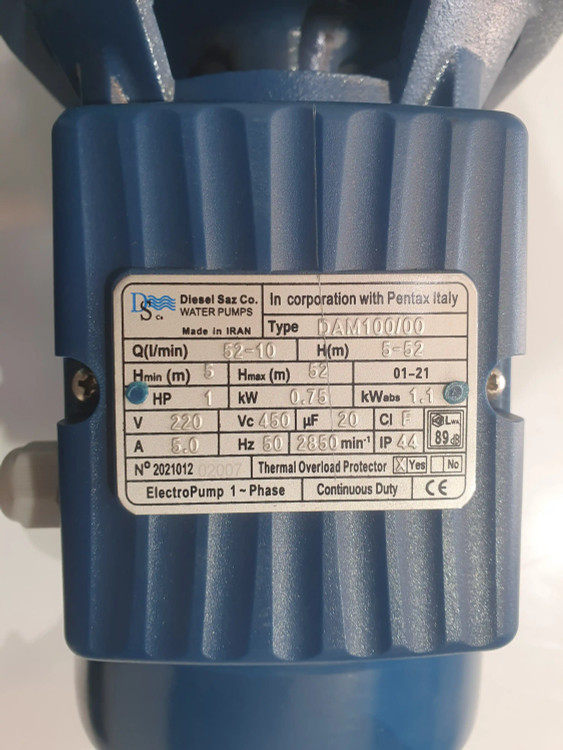 DS Co Diesel Saz Co. In corporation with Pentax Italy
WATER PUMPS
Made in IRAN Type DAM100/00
Q(l/min) 52-10 H(m) 5-52
Hmin (m) 5 Hmax (m) 52 01-21
HP 1 kW 0.75 kWabs 1.1
V 220 Vc 450 µF 20 Cl F LWA
A 5.0 Hz 50 2850 min-1 IP 44 89 dB
Nº 2021012 02007 Thermal Overload Protector X Yes No
ElectroPump 1 ~ Phase Continuous Duty CE